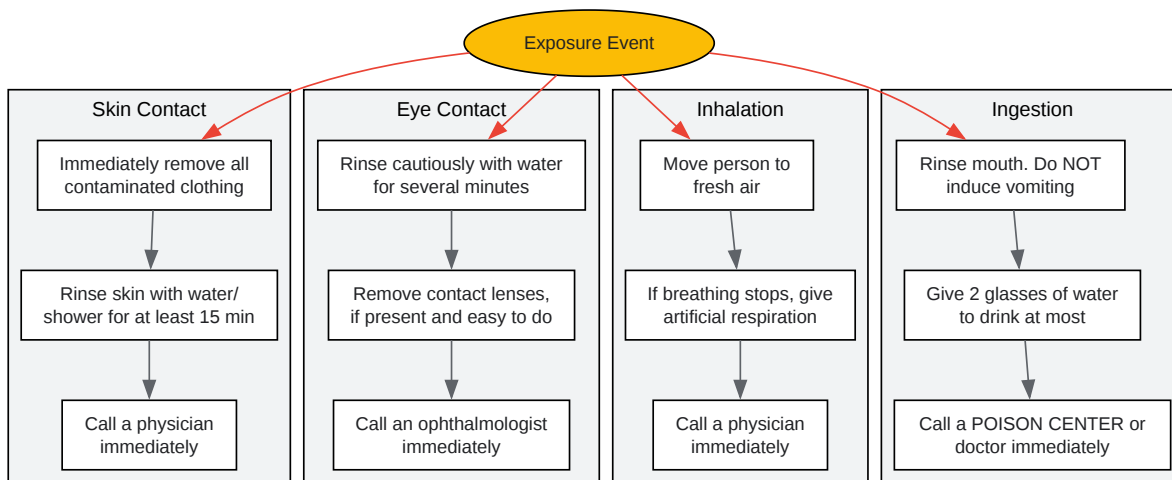 Exposure Event
Skin Contact
Immediately remove all
contaminated clothing
Rinse skin with water/
shower for at least 15 min
Call a physician
immediately
Eye Contact
Rinse cautiously with water
for several minutes
Remove contact lenses,
if present and easy to do
Call an ophthalmologist
immediately
Inhalation
Move person to
fresh air
If breathing stops, give
artificial respiration
Call a physician
immediately
Ingestion
Rinse mouth. Do NOT
induce vomiting
Give 2 glasses of water
to drink at most
Call a POISON CENTER or
doctor immediately